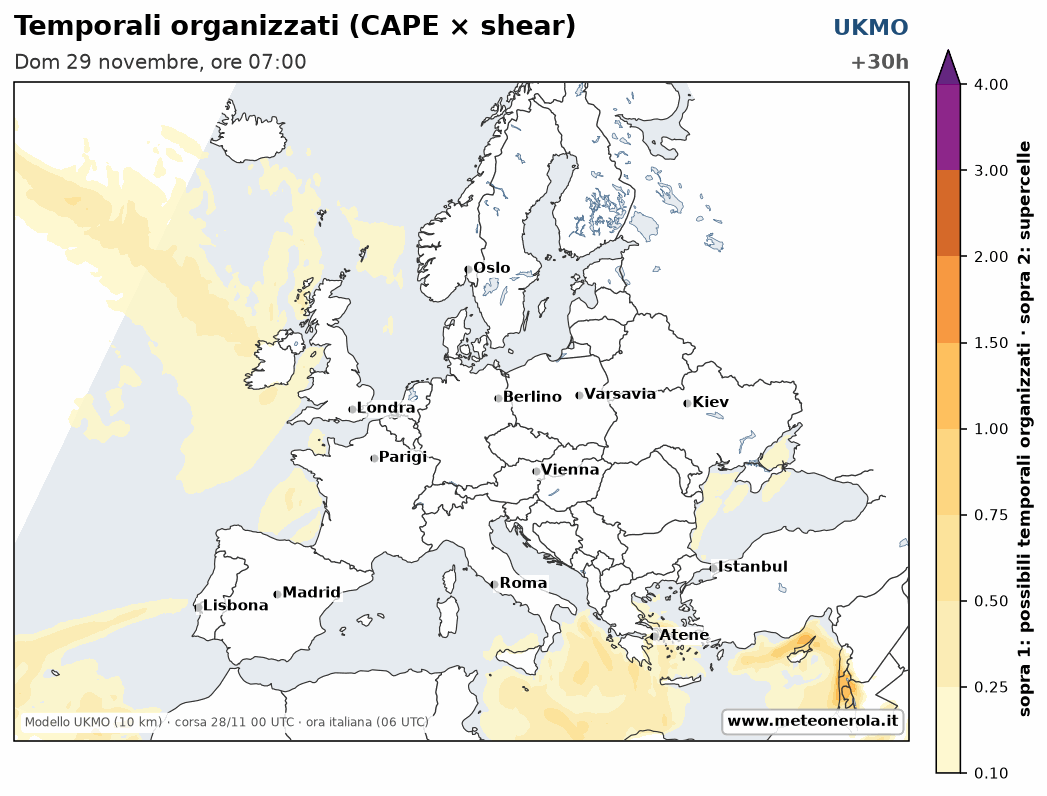 Temporali organizzati (CAPE × shear)
UKMO
Dom 29 novembre, ore 07:00
+30h
Oslo
Londra
Berlino
Varsavia
Kiev
Parigi
Vienna
Istanbul
Roma
Madrid
Lisbona
Atene
Modello UKMO (10 km) · corsa 28/11 00 UTC · ora italiana (06 UTC)
www.meteonerola.it
4.00
3.00
2.00
1.50
1.00
0.75
0.50
0.25
0.10
sopra 1: possibili temporali organizzati · sopra 2: supercelle